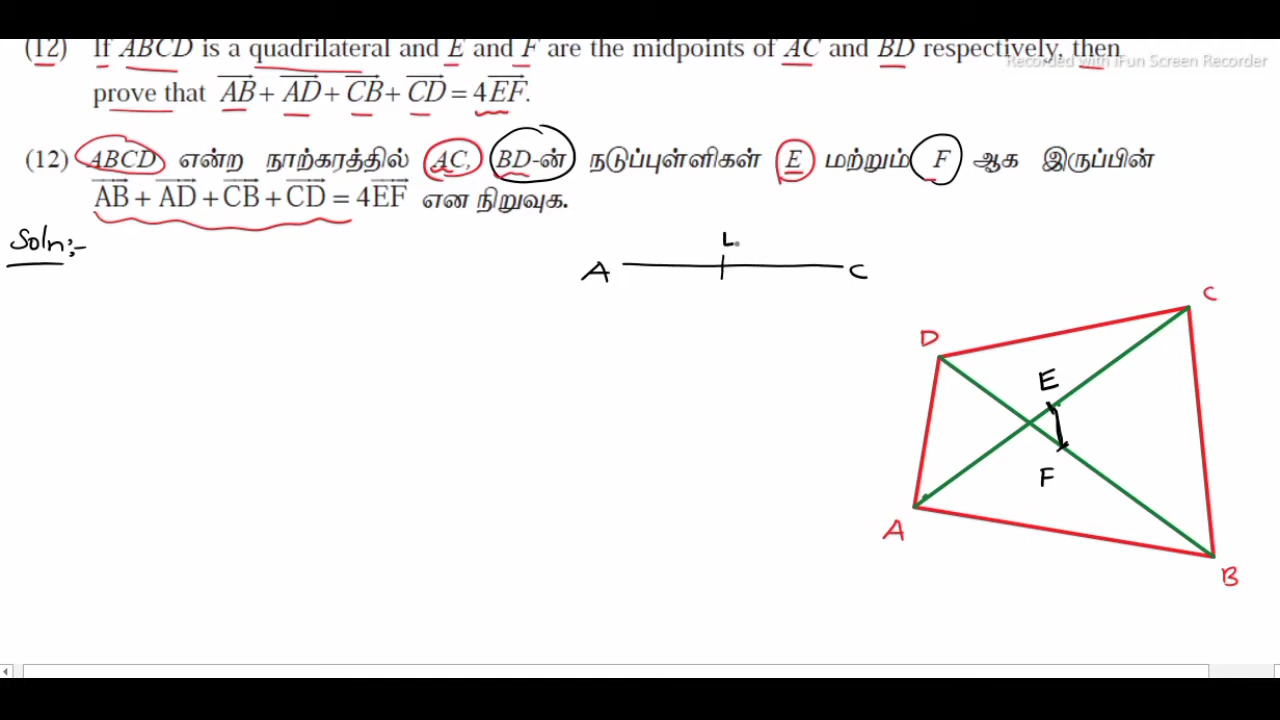 (12) If ABCD is a quadrilateral and E and F are the midpoints of AC and BD respectively, then
Recorded with iFun Screen Recorder
prove that AB + AD + CB + CD = 4EF.
(12) ABCD என்ற நாற்கரத்தில் AC, BD-ன் நடுப்புள்ளிகள் E மற்றும் F ஆக இருப்பின்
AB + AD + CB + CD = 4EF என நிறுவுக.
Soln:-
A C
C
D
E
F
A
B